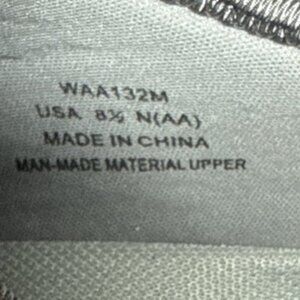 WAA132M
USA 8½ N(AA)
MADE IN CHINA
MAN-MADE MATERIAL UPPER